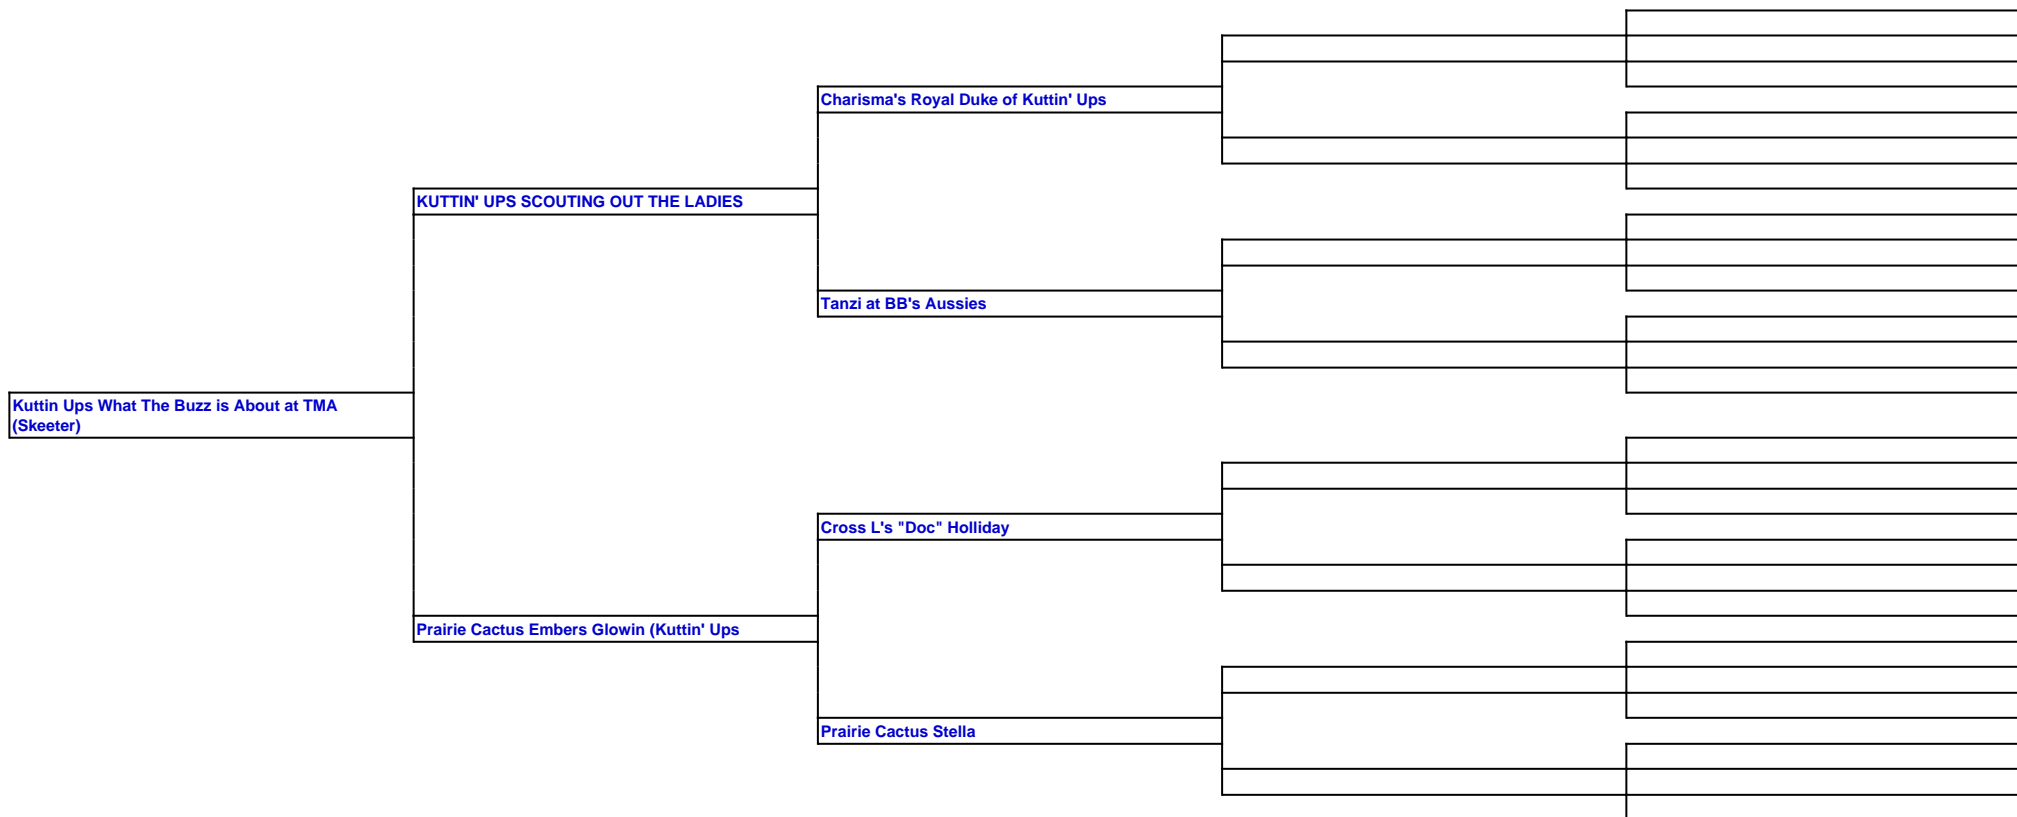 Charisma's Royal Duke of Kuttin' Ups
KUTTIN' UPS SCOUTING OUT THE LADIES
Tanzi at BB's Aussies
Kuttin Ups What The Buzz is About at TMA
(Skeeter)
Cross L's "Doc" Holliday
Prairie Cactus Embers Glowin (Kuttin' Ups
Prairie Cactus Stella